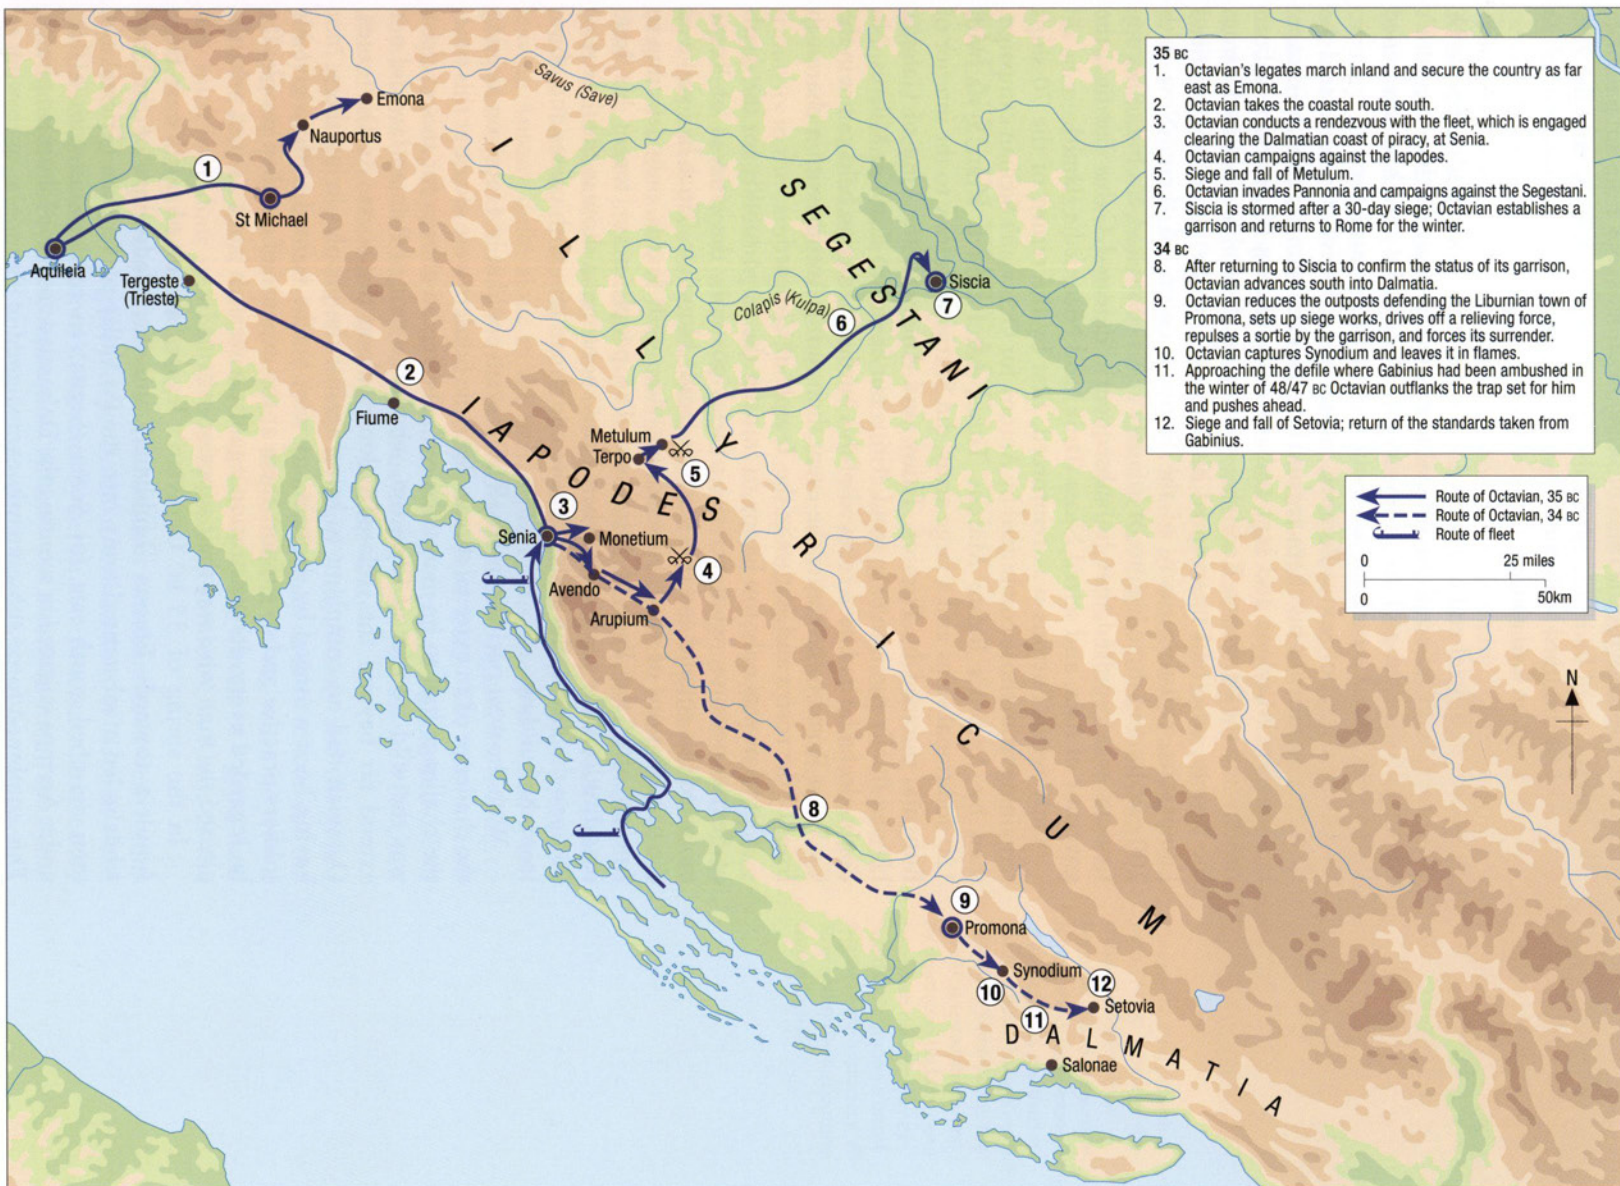 35 BC
1. Octavian's legates march inland and secure the country as far
east as Emona.
2. Octavian takes the coastal route south.
3. Octavian conducts a rendezvous with the fleet, which is engaged
clearing the Dalmatian coast of piracy, at Senia.
4. Octavian campaigns against the Iapodes.
5. Siege and fall of Metulum.
6. Octavian invades Pannonia and campaigns against the Segestani.
7. Siscia is stormed after a 30-day siege; Octavian establishes a
garrison and returns to Rome for the winter.
34 BC
8. After returning to Siscia to confirm the status of its garrison,
Octavian advances south into Dalmatia.
9. Octavian reduces the outposts defending the Liburnian town of
Promona, sets up siege works, drives off a relieving force,
repulses a sortie by the garrison, and forces its surrender.
10. Octavian captures Synodium and leaves it in flames.
11. Approaching the defile where Gabinius had been ambushed in
the winter of 48/47 BC Octavian outflanks the trap set for him
and pushes ahead.
12. Siege and fall of Setovia; return of the standards taken from
Gabinius.
Route of Octavian, 35 BC
Route of Octavian, 34 BC
Route of fleet
0 25 miles
0 50km
N
Savus (Save)
Emona
Nauportus
1
St Michael
Aquileia
Tergeste
(Trieste)
ILLYRICUM
SEGESTANI
Siscia
7
Colapis (Kulpa)
6
2
Fiume
IAPODES
Metulum
Terpo
5
3
Senia
Monetium
4
Avendo
Arupium
8
9
Promona
Synodium
10
12
Setovia
11
DALMATIA
Salonae